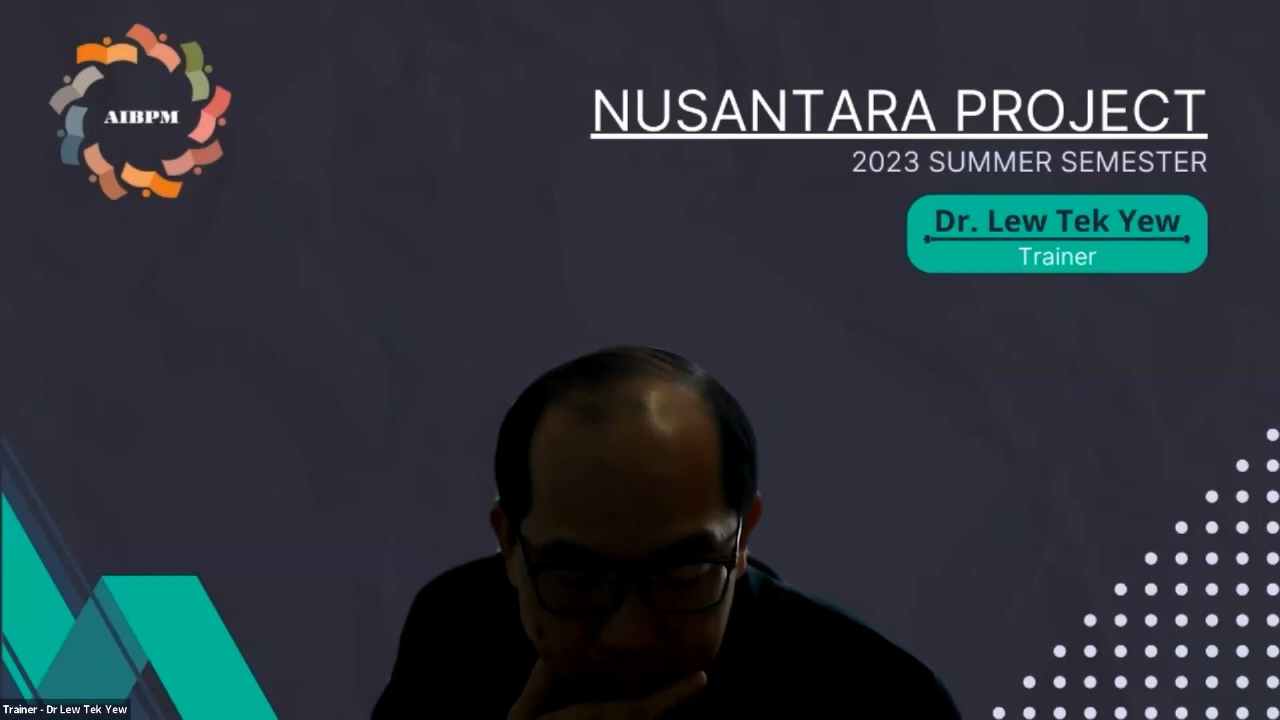 AIBPM
NUSANTARA PROJECT
2023 SUMMER SEMESTER
Dr. Lew Tek Yew
Trainer
Trainer - Dr Lew Tek Yew